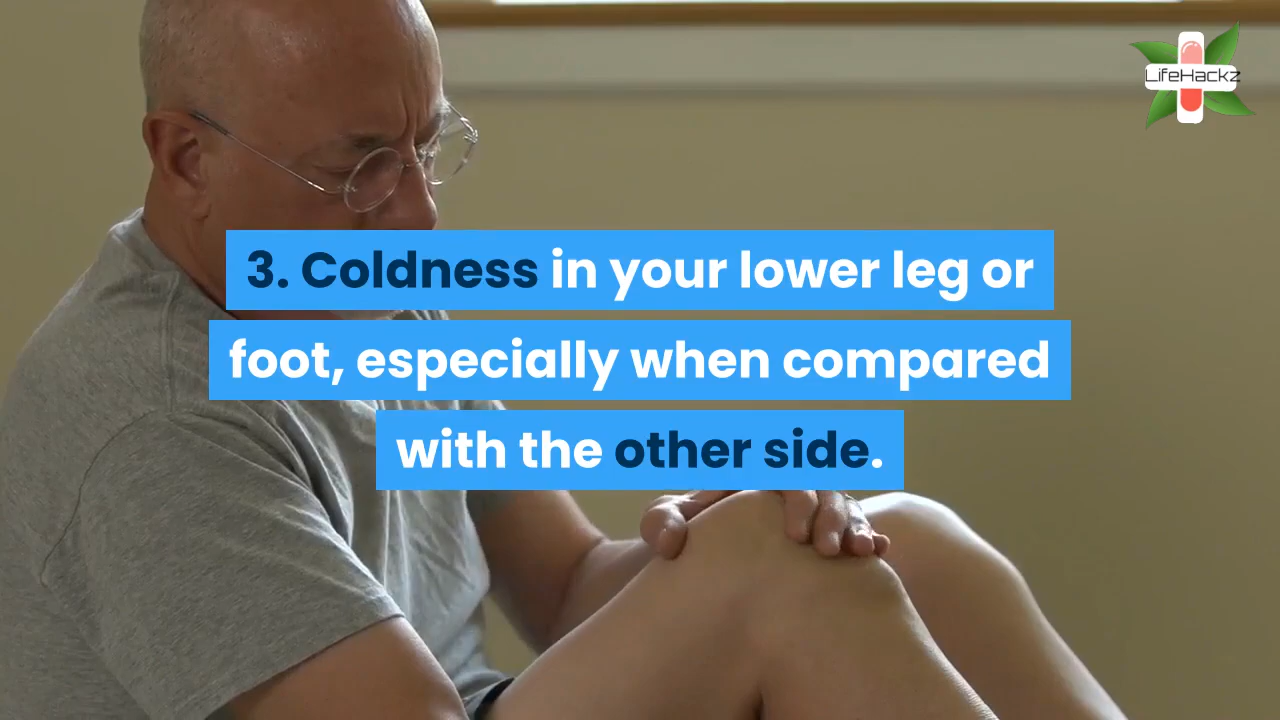 LifeHackz
3. Coldness in your lower leg or
foot, especially when compared
with the other side.